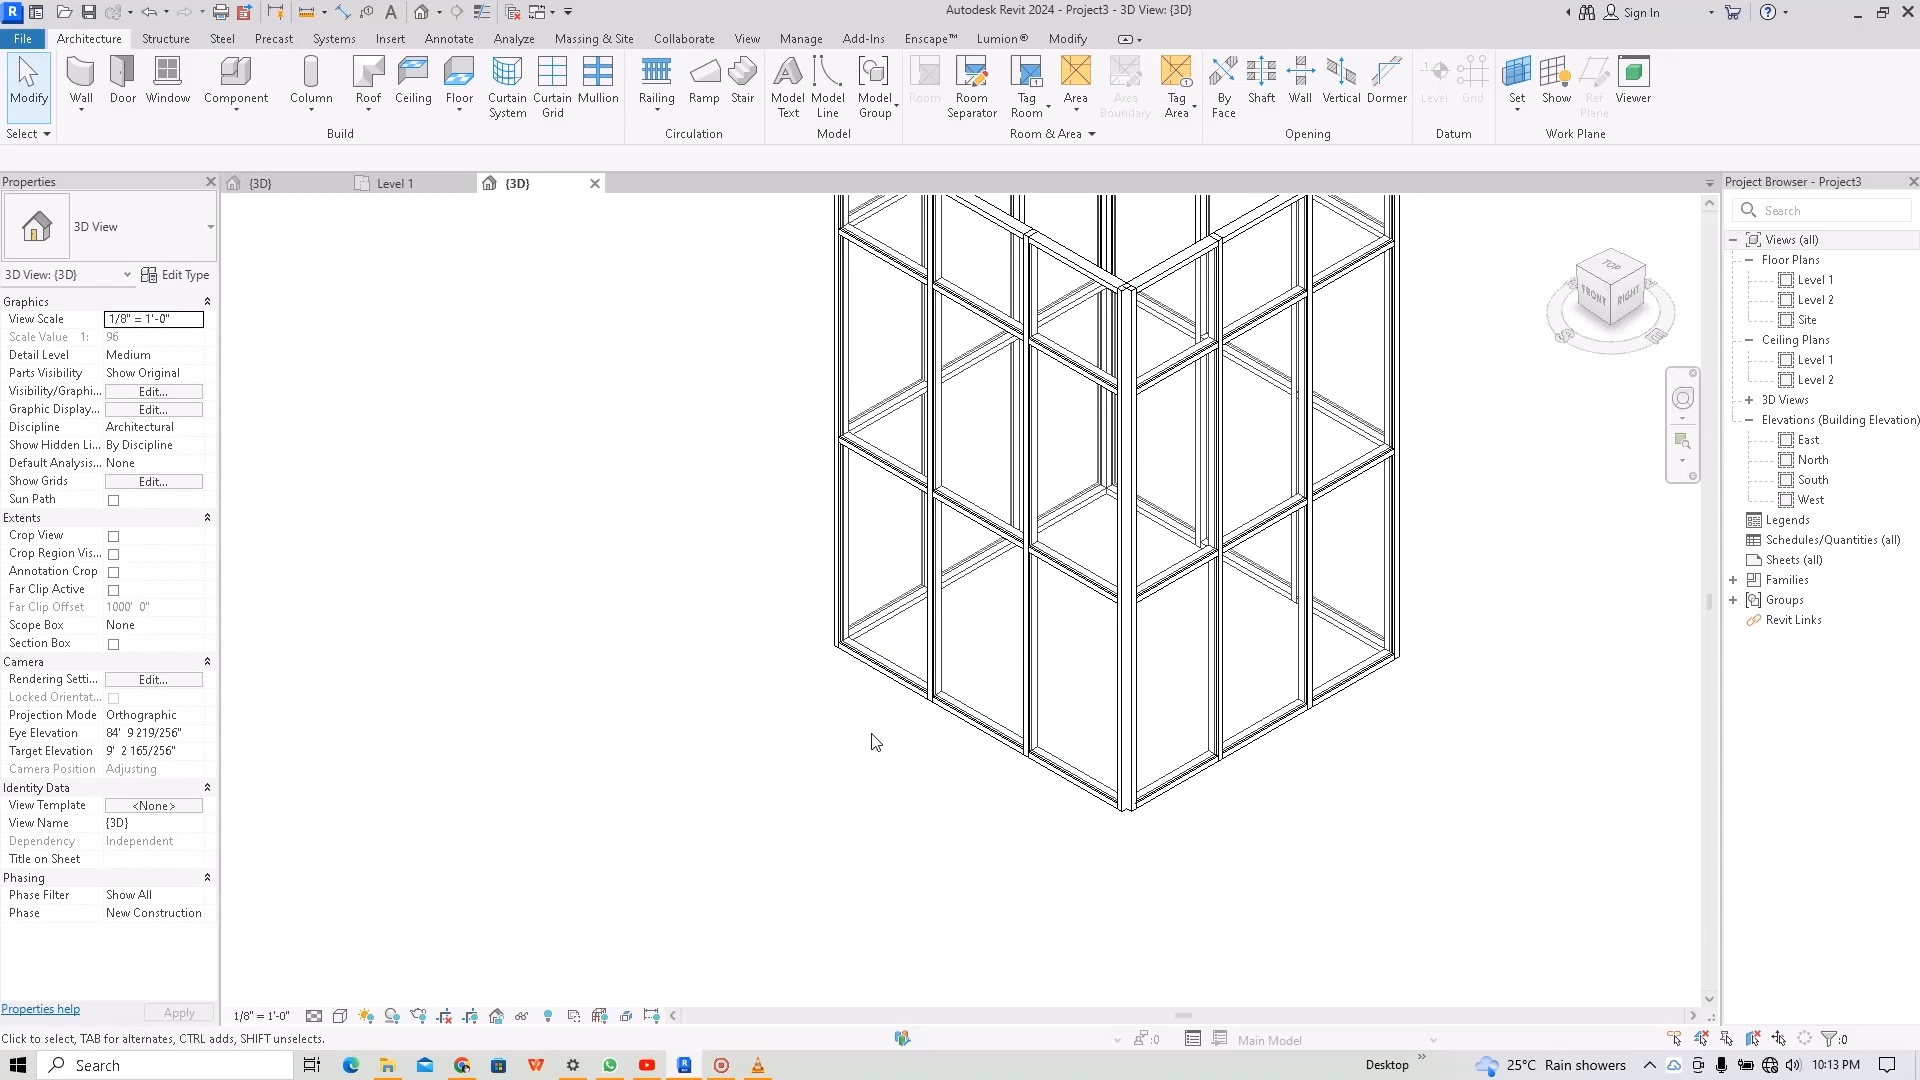 Autodesk Revit 2024 - Project3 - 3D View: {3D}
Sign In
File Architecture Structure Steel Precast Systems Insert Annotate Analyze Massing & Site Collaborate View Manage Add-Ins Enscape™ Lumion® Modify
Modify Wall Door Window Component Column Roof Ceiling Floor Curtain System Curtain Grid Mullion Railing Ramp Stair Model Text Model Line Model Group Room Room Separator Tag Room Area Area Boundary Tag Area By Face Shaft Wall Vertical Dormer Level Grid Set Show Ref Plane Viewer
Select Build Circulation Model Room & Area Opening Datum Work Plane
Properties
{3D} Level 1 {3D}
Project Browser - Project3
3D View
Search
3D View: {3D} Edit Type
Graphics
View Scale 1/8" = 1'-0"
Scale Value 1: 96
Detail Level Medium
Parts Visibility Show Original
Visibility/Graphi... Edit...
Graphic Display... Edit...
Discipline Architectural
Show Hidden Li... By Discipline
Default Analysis... None
Show Grids Edit...
Sun Path
Extents
Crop View
Crop Region Vis...
Annotation Crop
Far Clip Active
Far Clip Offset 1000' 0"
Scope Box None
Section Box
Camera
Rendering Setti... Edit...
Locked Orientat...
Projection Mode Orthographic
Eye Elevation 84' 9 219/256"
Target Elevation 9' 2 165/256"
Camera Position Adjusting
Identity Data
View Template <None>
View Name {3D}
Dependency Independent
Title on Sheet
Phasing
Phase Filter Show All
Phase New Construction
Properties help Apply
TOP
FRONT RIGHT
Views (all)
Floor Plans
Level 1
Level 2
Site
Ceiling Plans
Level 1
Level 2
3D Views
Elevations (Building Elevation)
East
North
South
West
Legends
Schedules/Quantities (all)
Sheets (all)
Families
Groups
Revit Links
1/8" = 1'-0"
Click to select, TAB for alternates, CTRL adds, SHIFT unselects.
:0
Main Model
:0
Search
Desktop
25°C Rain showers
10:13 PM